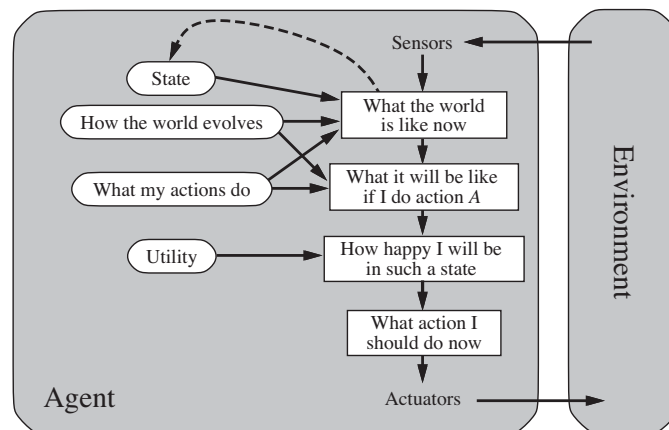 Sensors
State
What the world
is like now
How the world evolves
What my actions do
What it will be like
if I do action A
Utility
How happy I will be
in such a state
What action I
should do now
Agent
Actuators
Environment